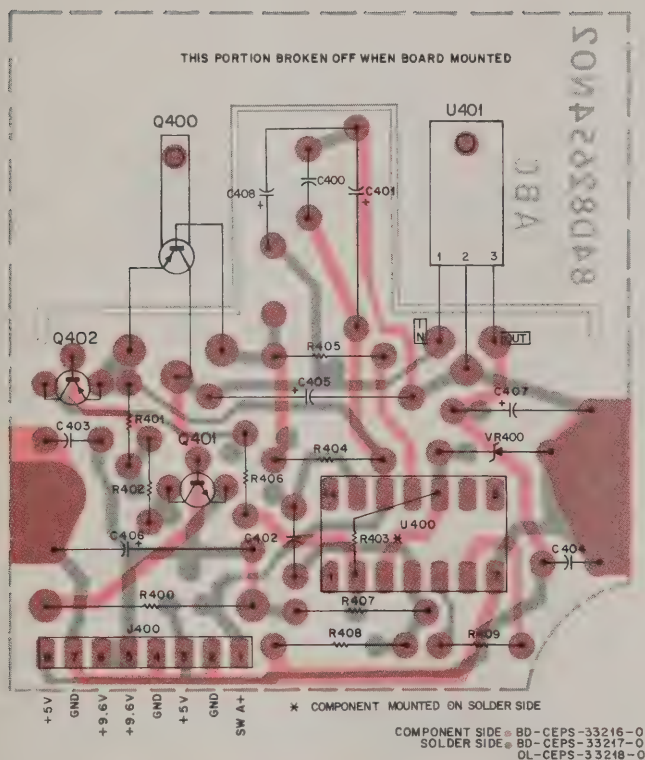 THIS PORTION BROKEN OFF WHEN BOARD MOUNTED
84D82654N02
ABC
Q400
U401
C408
C400
C401
1 2 3
Q402
IN
OUT
R405
C405
C407
R401
C403
Q401
R404
VR400
R402
R406
U400
R403 *
C406
C402
C404
R400
R407
J400
R408
R409
8 7 6 5 4 3 2 1
+5V
GND
+9.6V
+9.6V
GND
+5V
GND
SW A+
* COMPONENT MOUNTED ON SOLDER SIDE
COMPONENT SIDE BD-CEPS-33216-O
SOLDER SIDE BD-CEPS-33217-O
OL-CEPS-33218-O